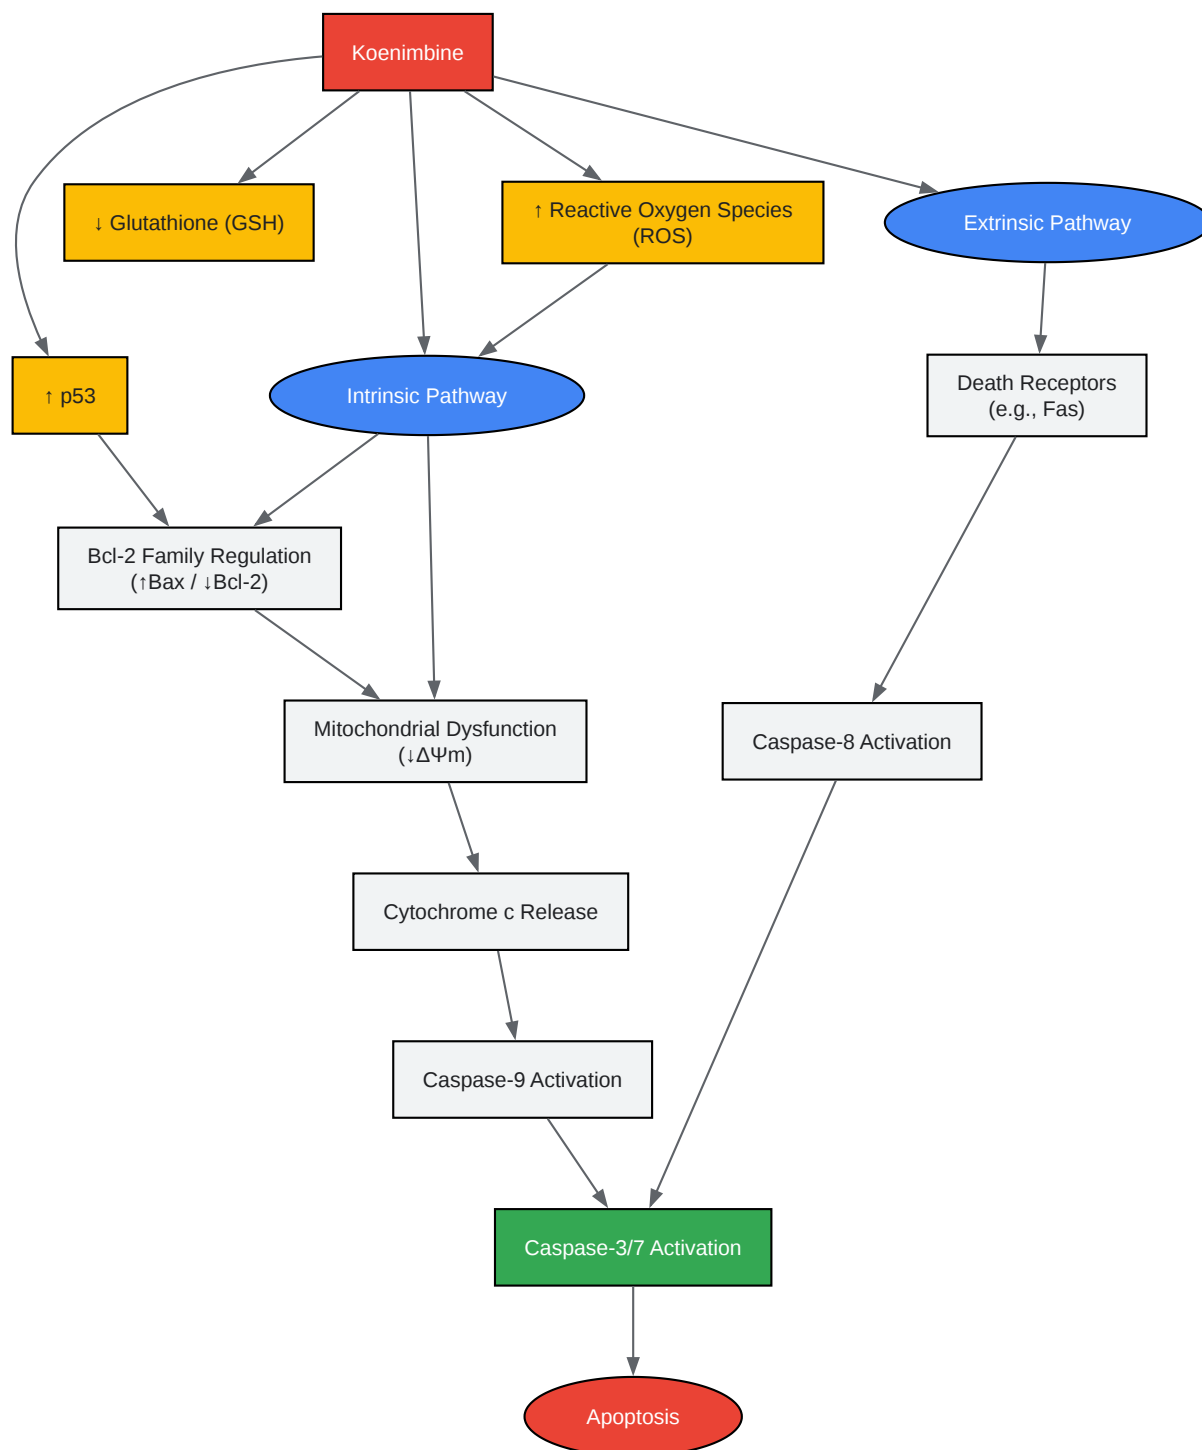 Koenimbine
↓ Glutathione (GSH)
↑ Reactive Oxygen Species
(ROS)
Extrinsic Pathway
↑ p53
Intrinsic Pathway
Death Receptors
(e.g., Fas)
Bcl-2 Family Regulation
(↑Bax / ↓Bcl-2)
Mitochondrial Dysfunction
(↓ΔΨm)
Caspase-8 Activation
Cytochrome c Release
Caspase-9 Activation
Caspase-3/7 Activation
Apoptosis